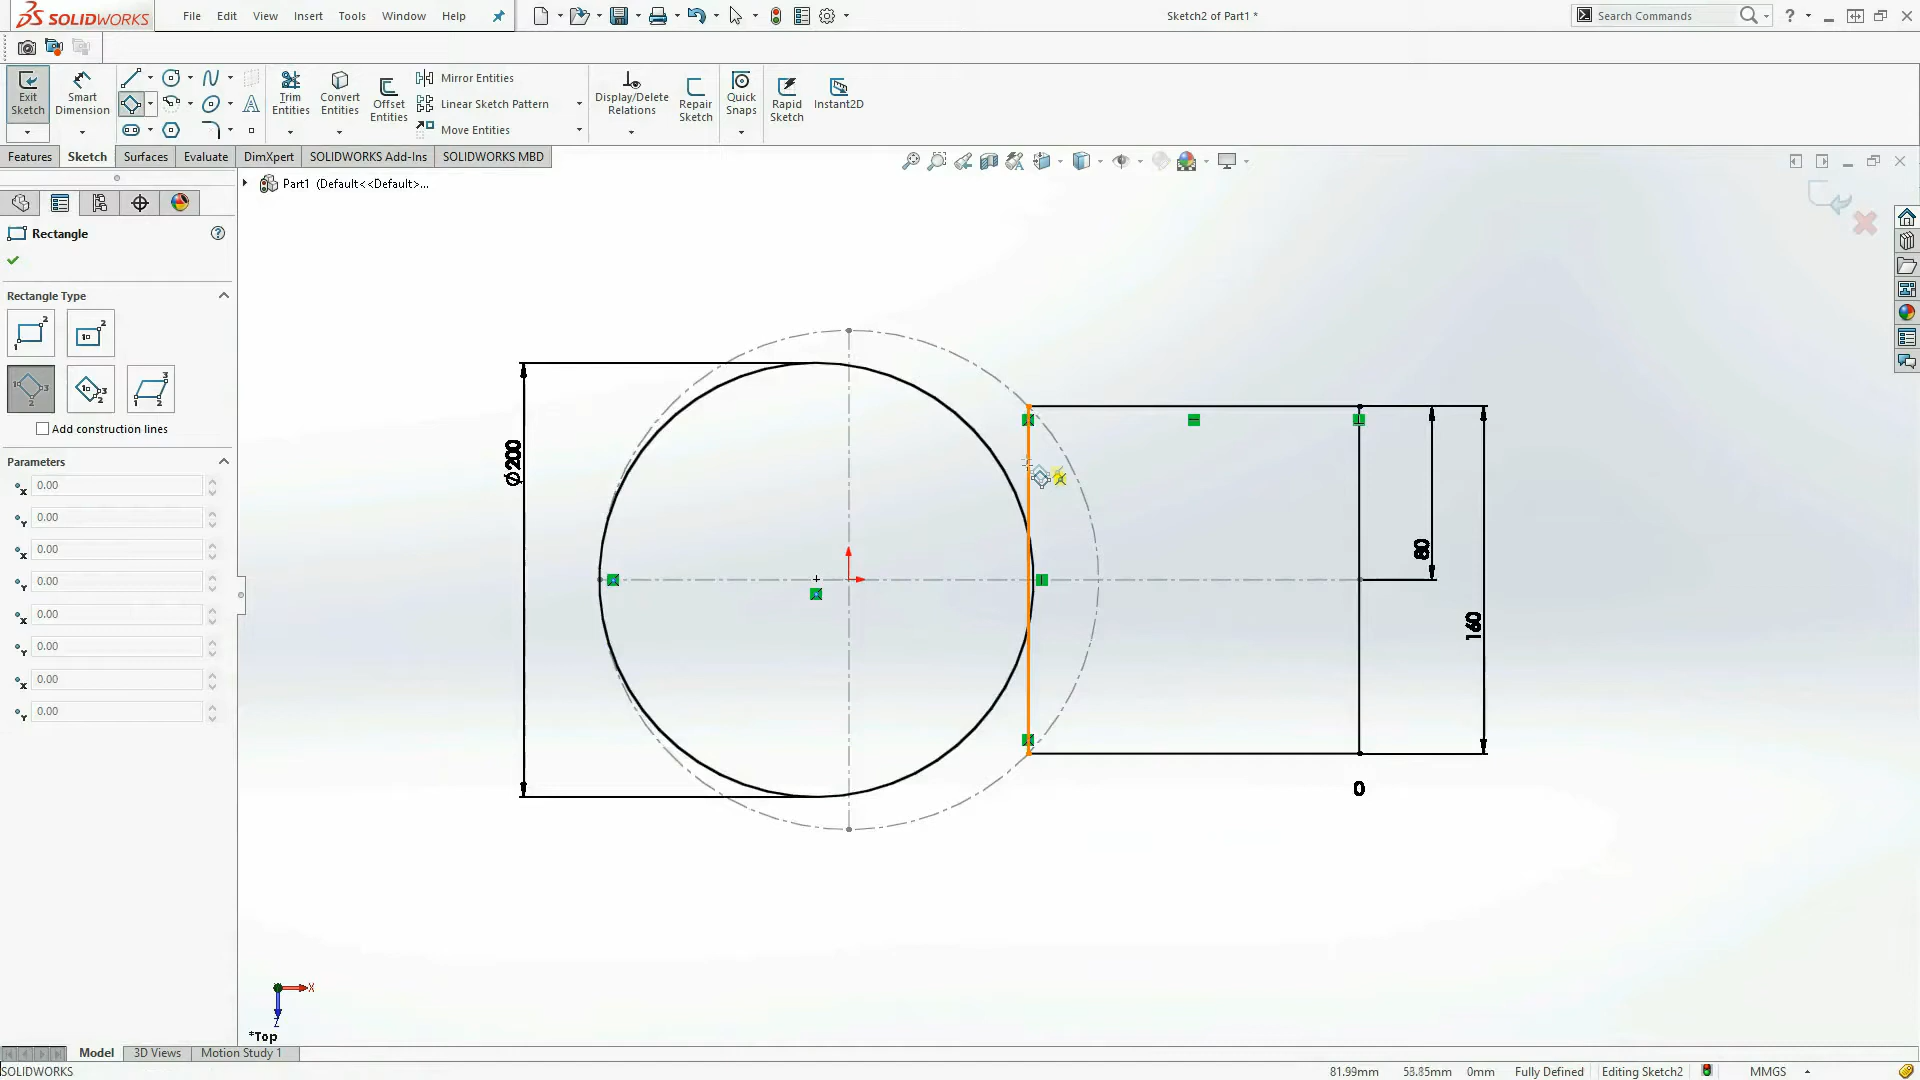 SOLIDWORKS
File Edit View Insert Tools Window Help
Sketch2 of Part1 *
Search Commands
Exit Sketch
Smart Dimension
Trim Entities
Convert Entities
Offset Entities
Mirror Entities
Linear Sketch Pattern
Move Entities
Display/Delete Relations
Repair Sketch
Quick Snaps
Rapid Sketch
Instant2D
Features Sketch Surfaces Evaluate DimXpert SOLIDWORKS Add-Ins SOLIDWORKS MBD
Part1 (Default<<Default>...
Rectangle
Rectangle Type
Add construction lines
Parameters
0.00
0.00
0.00
0.00
0.00
0.00
0.00
0.00
Ø200
80
160
0
X
Z
*Top
Model 3D Views Motion Study 1
SOLIDWORKS
81.99mm 58.85mm 0mm Fully Defined Editing Sketch2 MMGS